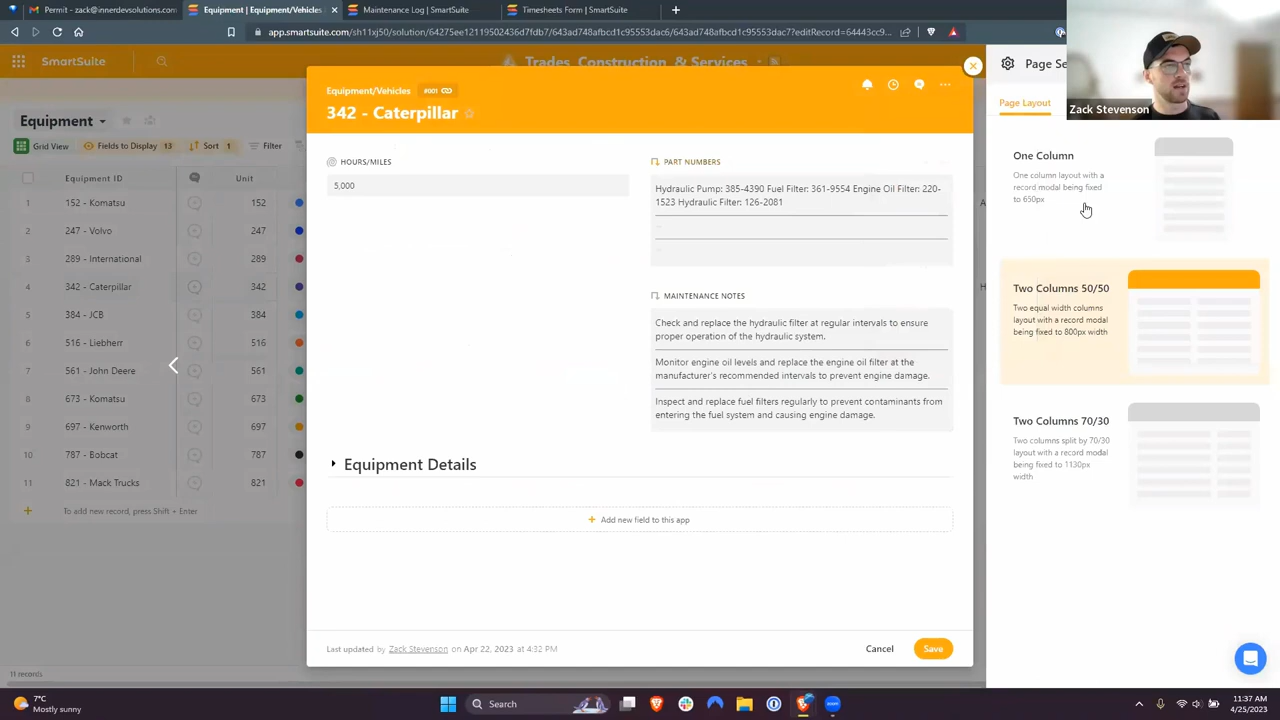 Permit - zack@innerdevsolutions.com
Equipment | Equipment/Vehicles
Maintenance Log | SmartSuite
Timesheets Form | SmartSuite
app.smartsuite.com/sh11xj50/solution/64275ee12119502436d7fdb7/643ad748afbcd1c95553dac6/643ad748afbcd1c95553dac7?editRecord=64443cc9...
SmartSuite
Trades, Construction, & Services
Page Se
Zack Stevenson
Page Layout
Equipment
Grid View
Fields to Display 13
Sort 1
Filter
Equipment ID
Unit
1
152 - Komatsu
152
2
247 - Volvo
247
3
289 - International
289
4
342 - Caterpillar
342
5
384 - JCB
384
6
516 - Liebherr
516
7
561 - John Deere
561
8
673 - Komatsu
673
9
697 - Kenworth
697
10
787 - Bobcat
787
11
821 - Mack Trucks
821
To add new record, press Shift + Enter
11 records
Equipment/Vehicles
#001
342 - Caterpillar
HOURS/MILES
5,000
PART NUMBERS
Hydraulic Pump: 385-4390 Fuel Filter: 361-9554 Engine Oil Filter: 220-
1523 Hydraulic Filter: 126-2081
MAINTENANCE NOTES
Check and replace the hydraulic filter at regular intervals to ensure
proper operation of the hydraulic system.
Monitor engine oil levels and replace the engine oil filter at the
manufacturer's recommended intervals to prevent engine damage.
Inspect and replace fuel filters regularly to prevent contaminants from
entering the fuel system and causing engine damage.
Equipment Details
Add new field to this app
Last updated by Zack Stevenson on Apr 22, 2023 at 4:32 PM
Cancel
Save
One Column
One column layout with a
record modal being fixed
to 650px
Two Columns 50/50
Two equal width columns
layout with a record modal
being fixed to 800px width
Two Columns 70/30
Two columns split by 70/30
layout with a record modal
being fixed to 1130px
width
7°C
Mostly sunny
Search
zoom
11:37 AM
4/25/2023